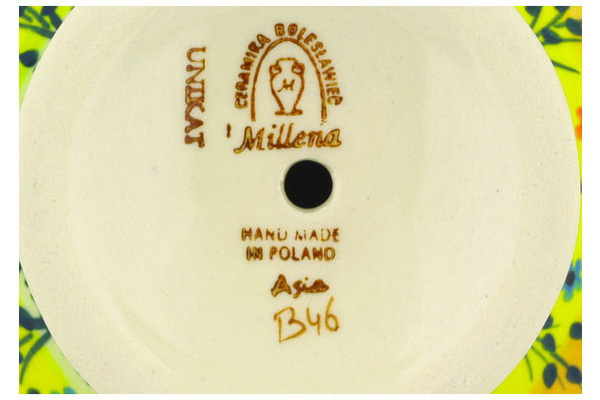 CERAMIKA BOLESŁAWIEC
M
Millena
UNIKAT
HAND MADE
IN POLAND
Asia
B46